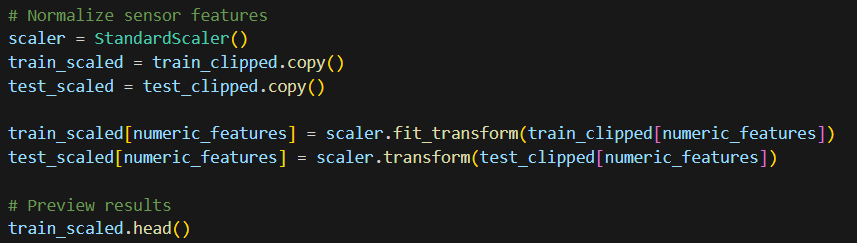 # Normalize sensor features
scaler = StandardScaler()
train_scaled = train_clipped.copy()
test_scaled = test_clipped.copy()
train_scaled[numeric_features] = scaler.fit_transform(train_clipped[numeric_features])
test_scaled[numeric_features] = scaler.transform(test_clipped[numeric_features])
# Preview results
train_scaled.head()